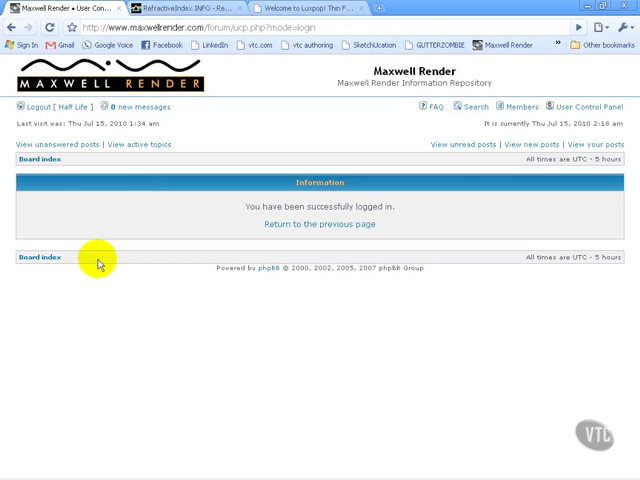 Maxwell Render • User Con...
RefractiveIndex.INFO - Re...
Welcome to Luxpop! Thin F...
http://www.maxwellrender.com/forum/ucp.php?mode=login
Sign In
Gmail
Google Voice
Facebook
LinkedIn
vtc.com
vtc authoring
SketchUcation
GUTTERZOMBIE
Maxwell Render
»
Other bookmarks
MAXWELL RENDER
Maxwell Render
Maxwell Render Information Repository
Logout [ Half Life ]
0 new messages
FAQ
Search
Members
User Control Panel
Last visit was: Thu Jul 15, 2010 1:34 am
It is currently Thu Jul 15, 2010 2:18 am
View unanswered posts | View active topics
View unread posts | View new posts | View your posts
Board index
All times are UTC - 5 hours
Information
You have been successfully logged in.
Return to the previous page
Board index
All times are UTC - 5 hours
Powered by phpBB © 2000, 2002, 2005, 2007 phpBB Group
VTC